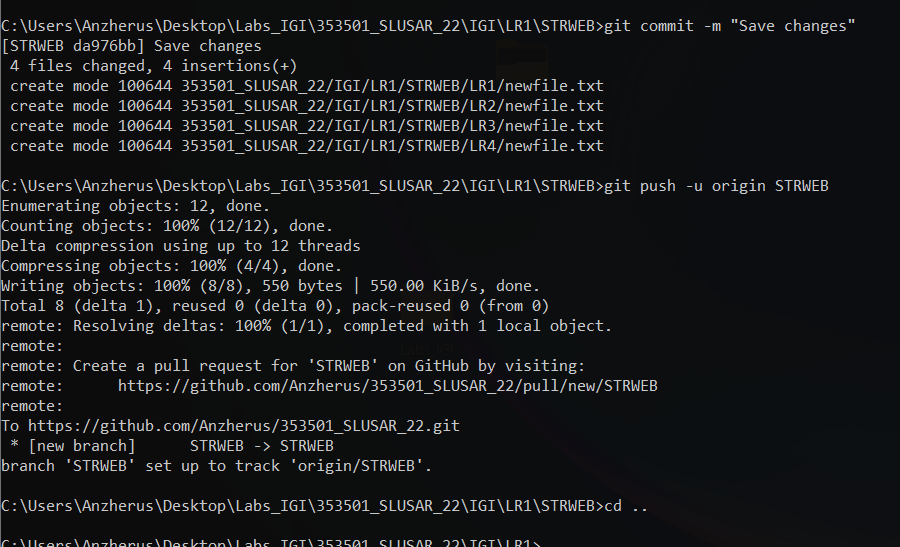 C:\Users\Anzherus\Desktop\Labs_IGI\353501_SLUSAR_22\IGI\LR1\STRWEB>git commit -m "Save changes"
[STRWEB da976bb] Save changes
 4 files changed, 4 insertions(+)
 create mode 100644 353501_SLUSAR_22/IGI/LR1/STRWEB/LR1/newfile.txt
 create mode 100644 353501_SLUSAR_22/IGI/LR1/STRWEB/LR2/newfile.txt
 create mode 100644 353501_SLUSAR_22/IGI/LR1/STRWEB/LR3/newfile.txt
 create mode 100644 353501_SLUSAR_22/IGI/LR1/STRWEB/LR4/newfile.txt
C:\Users\Anzherus\Desktop\Labs_IGI\353501_SLUSAR_22\IGI\LR1\STRWEB>git push -u origin STRWEB
Enumerating objects: 12, done.
Counting objects: 100% (12/12), done.
Delta compression using up to 12 threads
Compressing objects: 100% (4/4), done.
Writing objects: 100% (8/8), 550 bytes | 550.00 KiB/s, done.
Total 8 (delta 1), reused 0 (delta 0), pack-reused 0 (from 0)
remote: Resolving deltas: 100% (1/1), completed with 1 local object.
remote:
remote: Create a pull request for 'STRWEB' on GitHub by visiting:
remote:      https://github.com/Anzherus/353501_SLUSAR_22/pull/new/STRWEB
remote:
To https://github.com/Anzherus/353501_SLUSAR_22.git
 * [new branch]      STRWEB -> STRWEB
branch 'STRWEB' set up to track 'origin/STRWEB'.
C:\Users\Anzherus\Desktop\Labs_IGI\353501_SLUSAR_22\IGI\LR1\STRWEB>cd ..
C:\Users\Anzherus\Desktop\Labs_IGI\353501_SLUSAR_22\IGI\LR1>